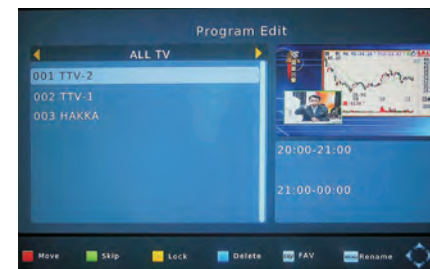 Program Edit
ALL TV
001 TTV-2
002 TTV-1
003 HAKKA
20:00-21:00
21:00-00:00
Move
Skip
Lock
Delete
FAV
Rename